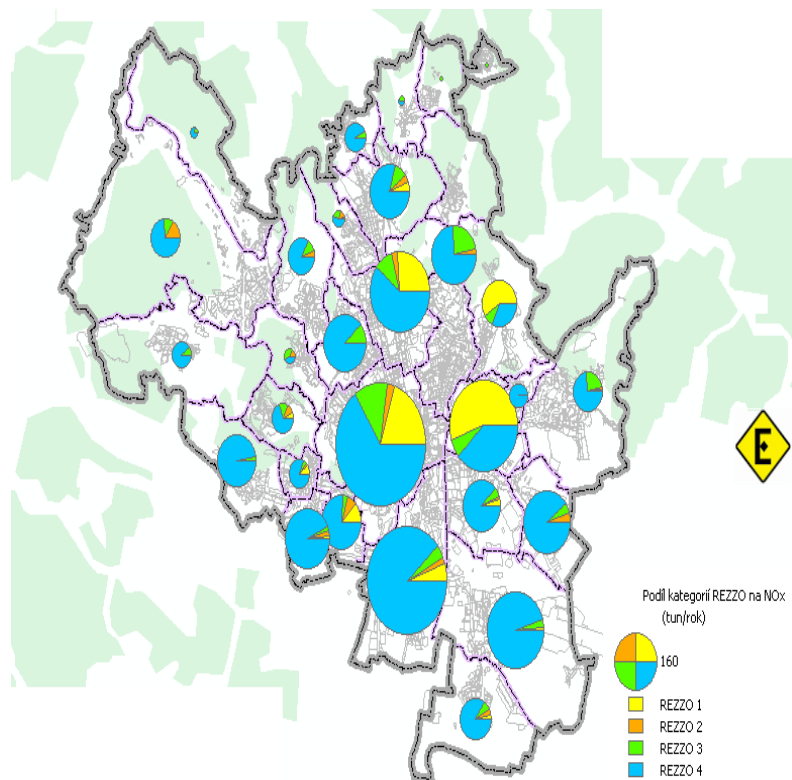 E
Podíl kategorií REZZO na NOx
(tun/rok)
160
REZZO 1
REZZO 2
REZZO 3
REZZO 4